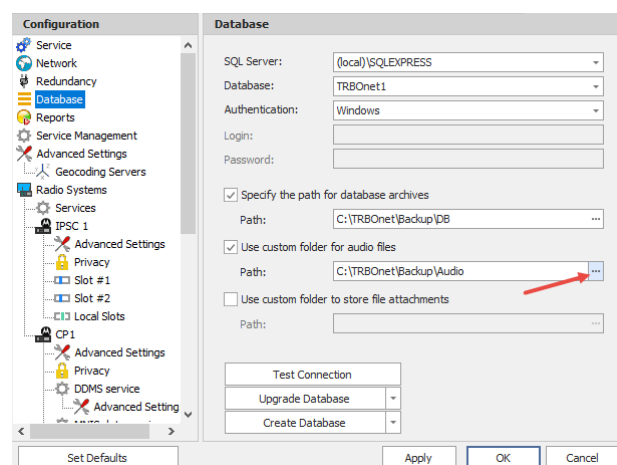 Configuration
Service
Network
Redundancy
Database
Reports
Service Management
Advanced Settings
Geocoding Servers
Radio Systems
Services
IPSC 1
Advanced Settings
Privacy
Slot #1
Slot #2
Local Slots
CP1
Advanced Settings
Privacy
DDMS service
Advanced Setting
Set Defaults
Database
SQL Server: (local)\SQLEXPRESS
Database: TRBOnet1
Authentication: Windows
Login:
Password:
Specify the path for database archives
Path: C:\TRBOnet\Backup\DB ...
Use custom folder for audio files
Path: C:\TRBOnet\Backup\Audio ...
Use custom folder to store file attachments
Path: ...
Test Connection
Upgrade Database
Create Database
Apply OK Cancel